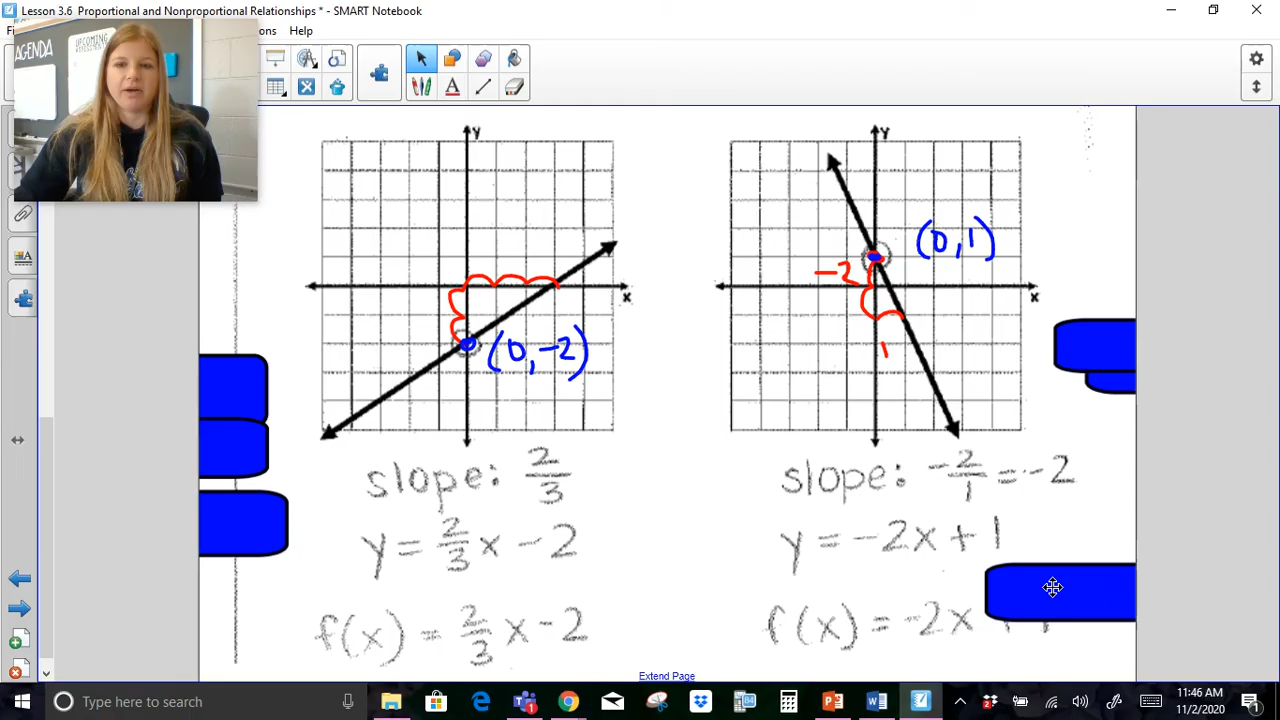 Lesson 3.6 Proportional and Nonproportional Relationships * - SMART Notebook
Help
AGENDA
UPCOMING
y
x
(0,-2)
slope: 2/3
y = 2/3 x - 2
f(x) = 2/3 x - 2
y
x
(0,1)
-2
1
slope: -2/1 = -2
y = -2x + 1
f(x) = -2x
Extend Page
Type here to search
11:46 AM
11/2/2020